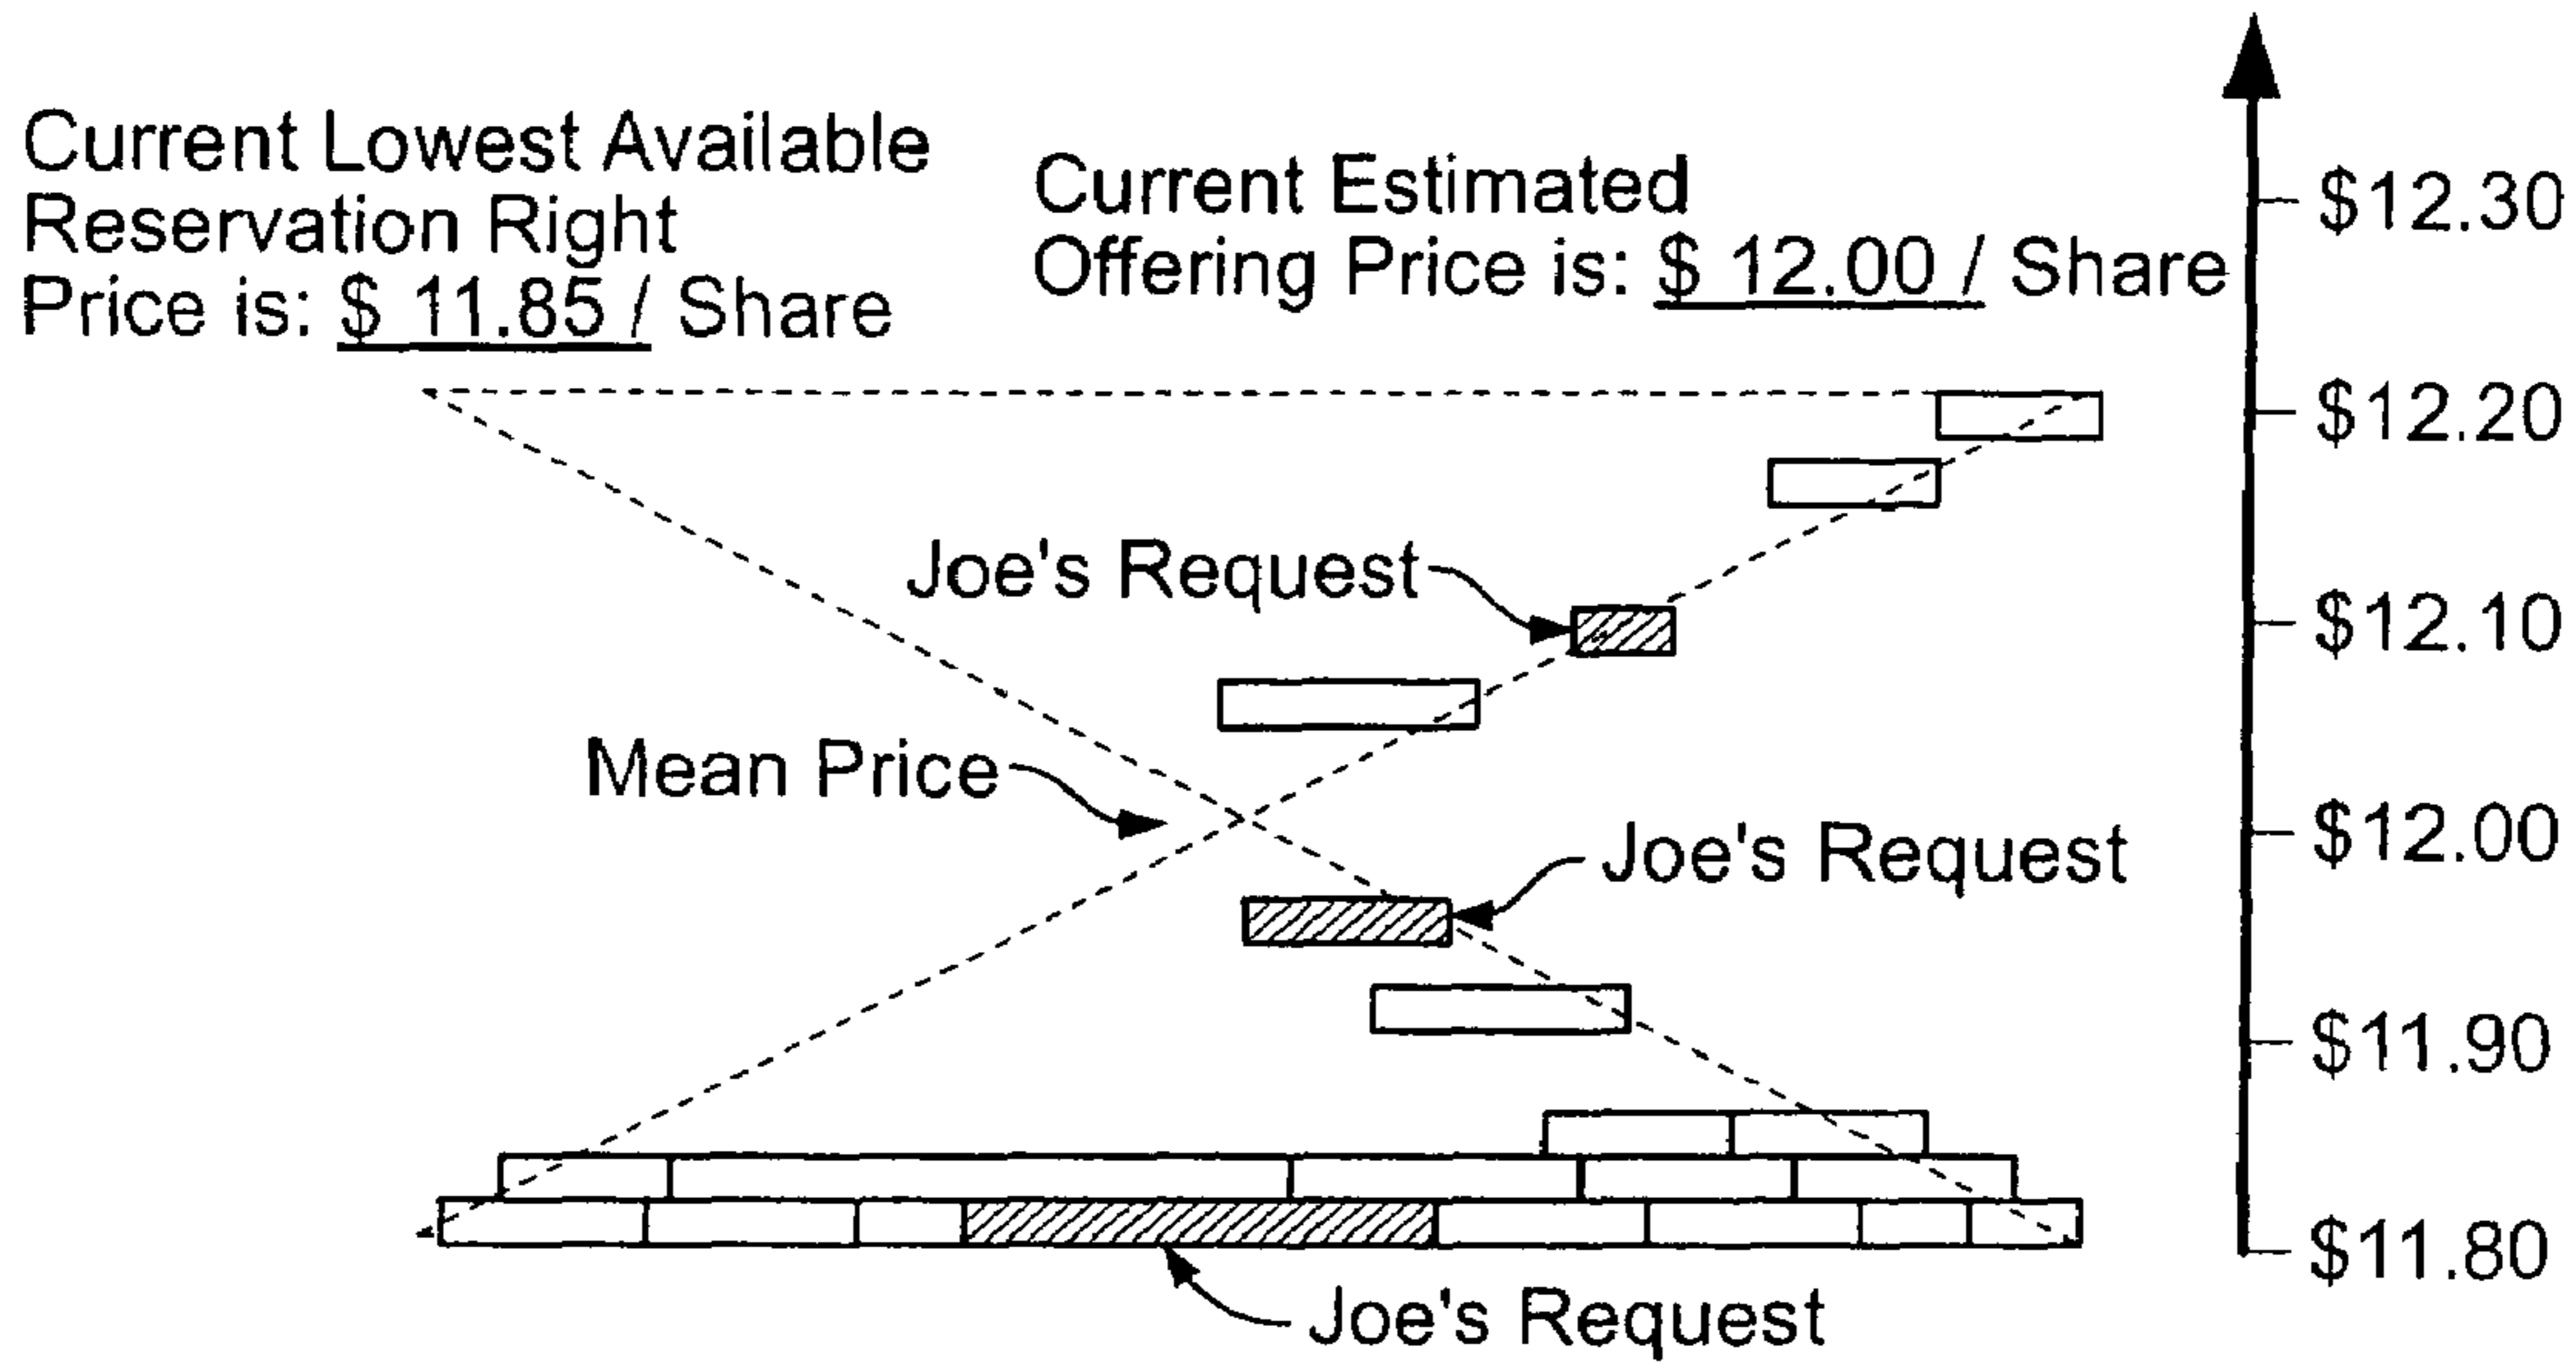 Current Lowest Available
Reservation Right
Price is: $ 11.85 / Share
Current Estimated
Offering Price is: $ 12.00 / Share
$12.30
$12.20
Joe's Request
$12.10
Mean Price
$12.00
Joe's Request
$11.90
$11.80
Joe's Request